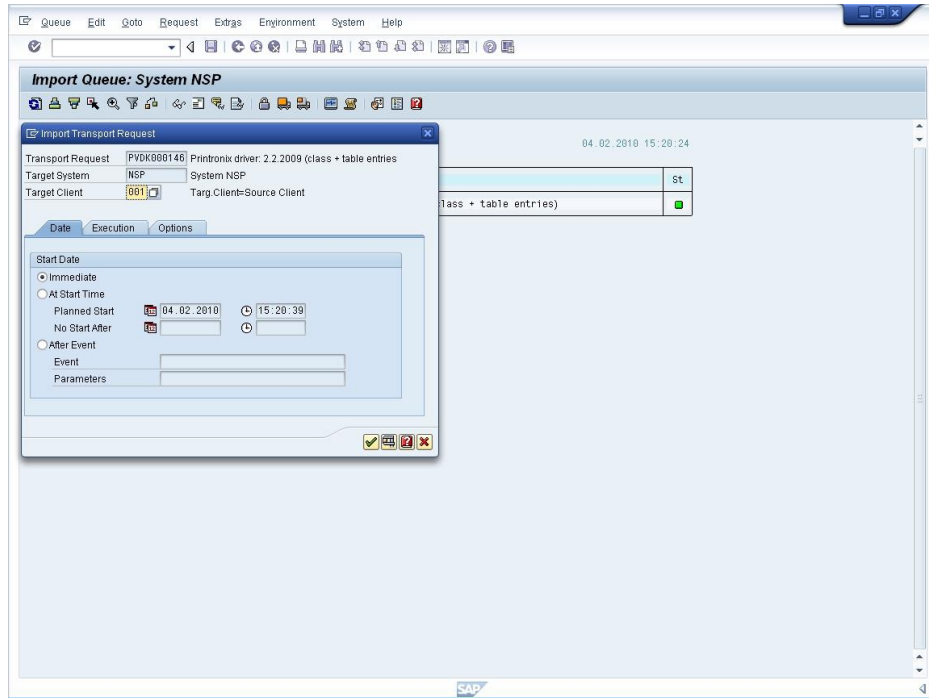 Queue Edit Goto Request Extras Environment System Help
Import Queue: System NSP
Import Transport Request
04.02.2010 15:20:24
Transport Request PVDK000146 Printronix driver: 2.2.2009 (class + table entries
Target System NSP System NSP
St
Target Client 001 Targ.Client=Source Client
lass + table entries)
Date Execution Options
Start Date
Immediate
At Start Time
Planned Start 04.02.2010 15:20:39
No Start After
After Event
Event
Parameters
SAP